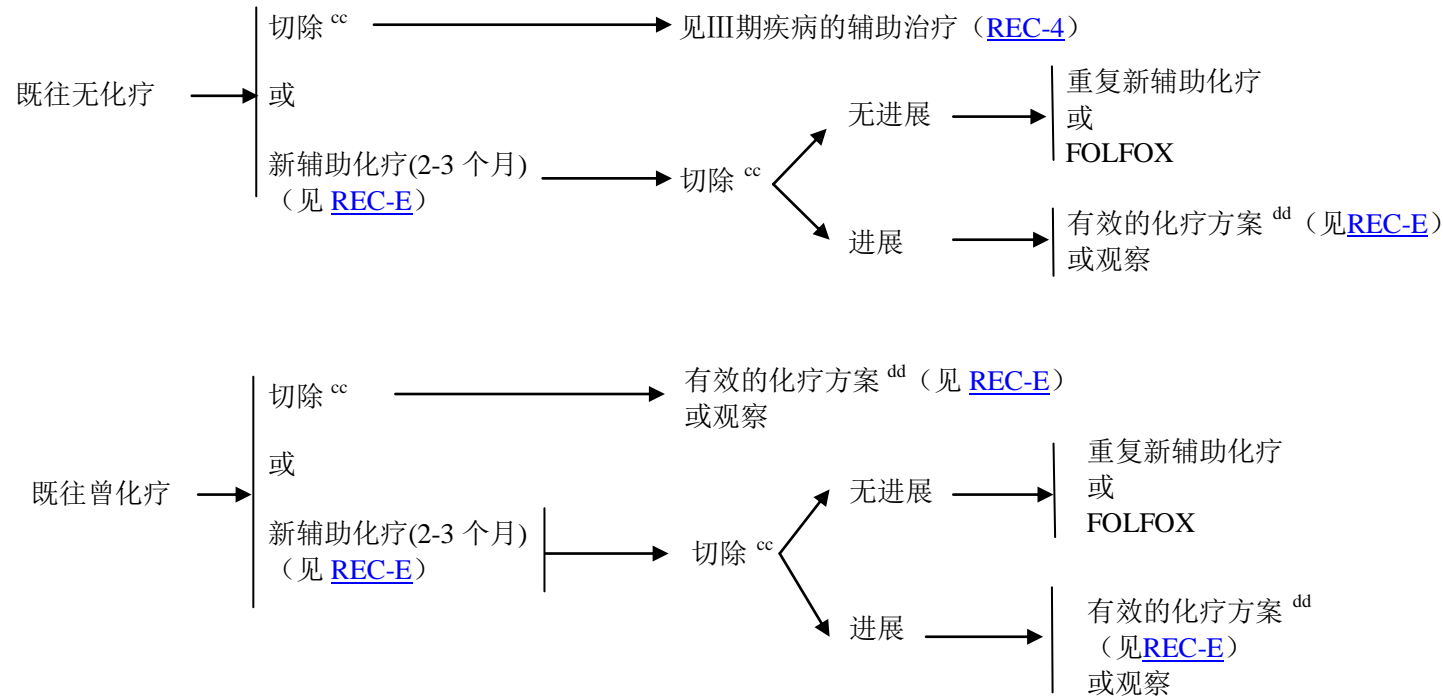 切除 cc
见Ⅲ期疾病的辅助治疗（REC-4）
既往无化疗
或
新辅助化疗(2-3 个月)
（见 REC-E）
切除 cc
无进展
重复新辅助化疗
或
FOLFOX
进展
有效的化疗方案 dd（见REC-E）
或观察
切除 cc
有效的化疗方案 dd（见 REC-E）
或观察
既往曾化疗
或
新辅助化疗(2-3 个月)
（见 REC-E）
切除 cc
无进展
重复新辅助化疗
或
FOLFOX
进展
有效的化疗方案 dd
（见REC-E）
或观察